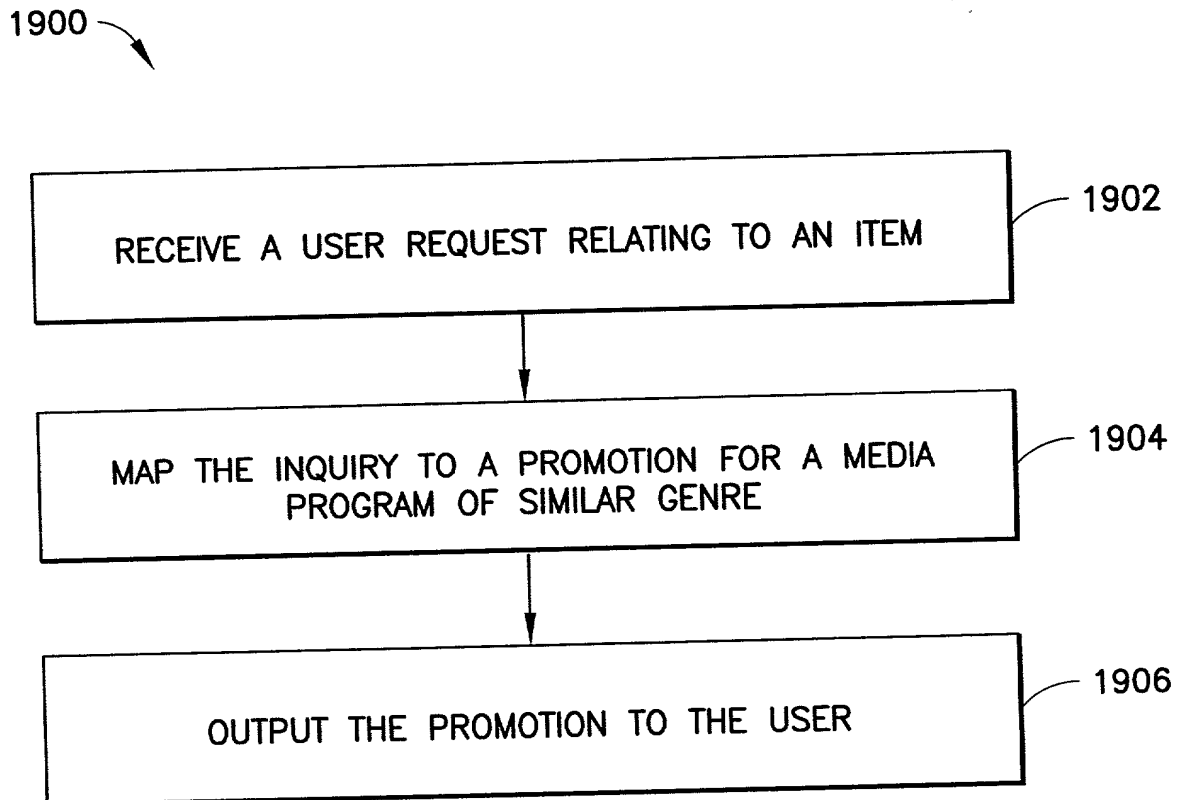 1900
RECEIVE A USER REQUEST RELATING TO AN ITEM
1902
MAP THE INQUIRY TO A PROMOTION FOR A MEDIA
PROGRAM OF SIMILAR GENRE
1904
OUTPUT THE PROMOTION TO THE USER
1906